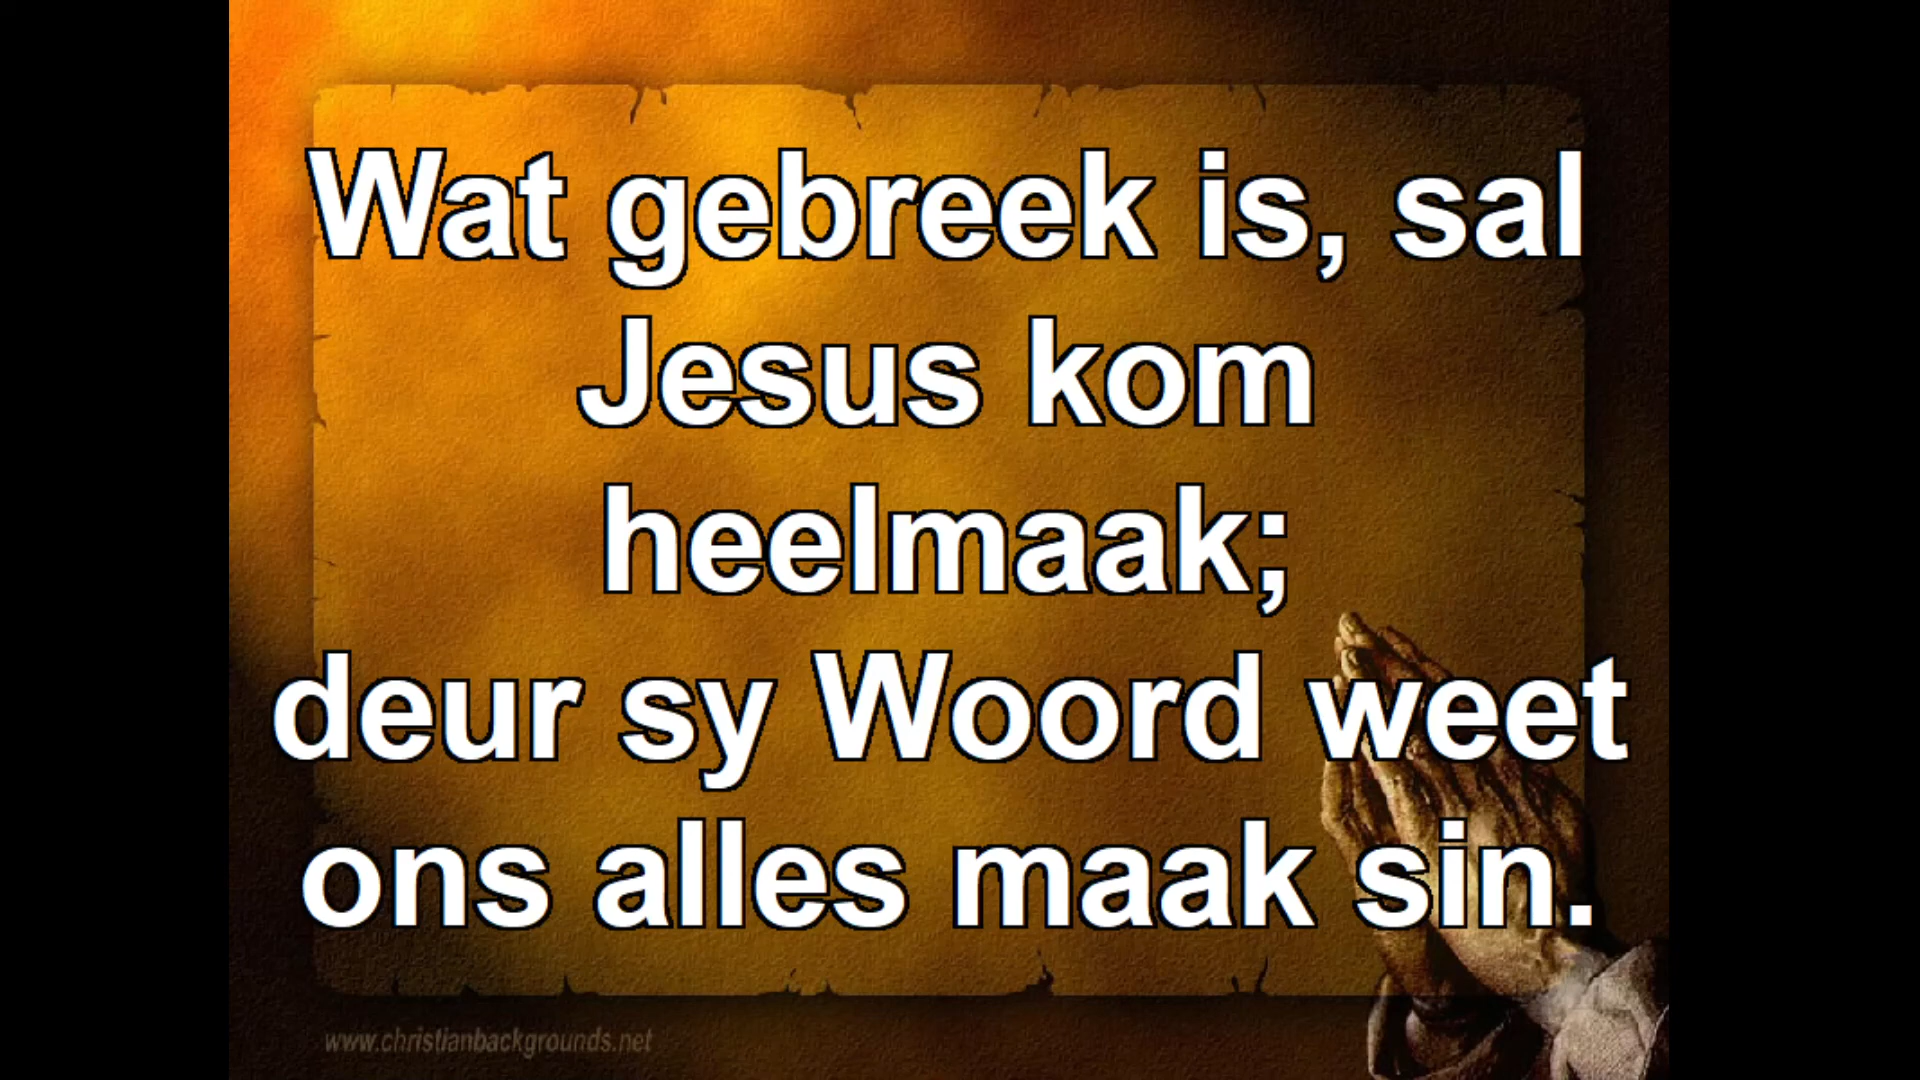 Wat gebreek is, sal
Jesus kom
heelmaak;
deur sy Woord weet
ons alles maak sin.
www.christianbackgrounds.net